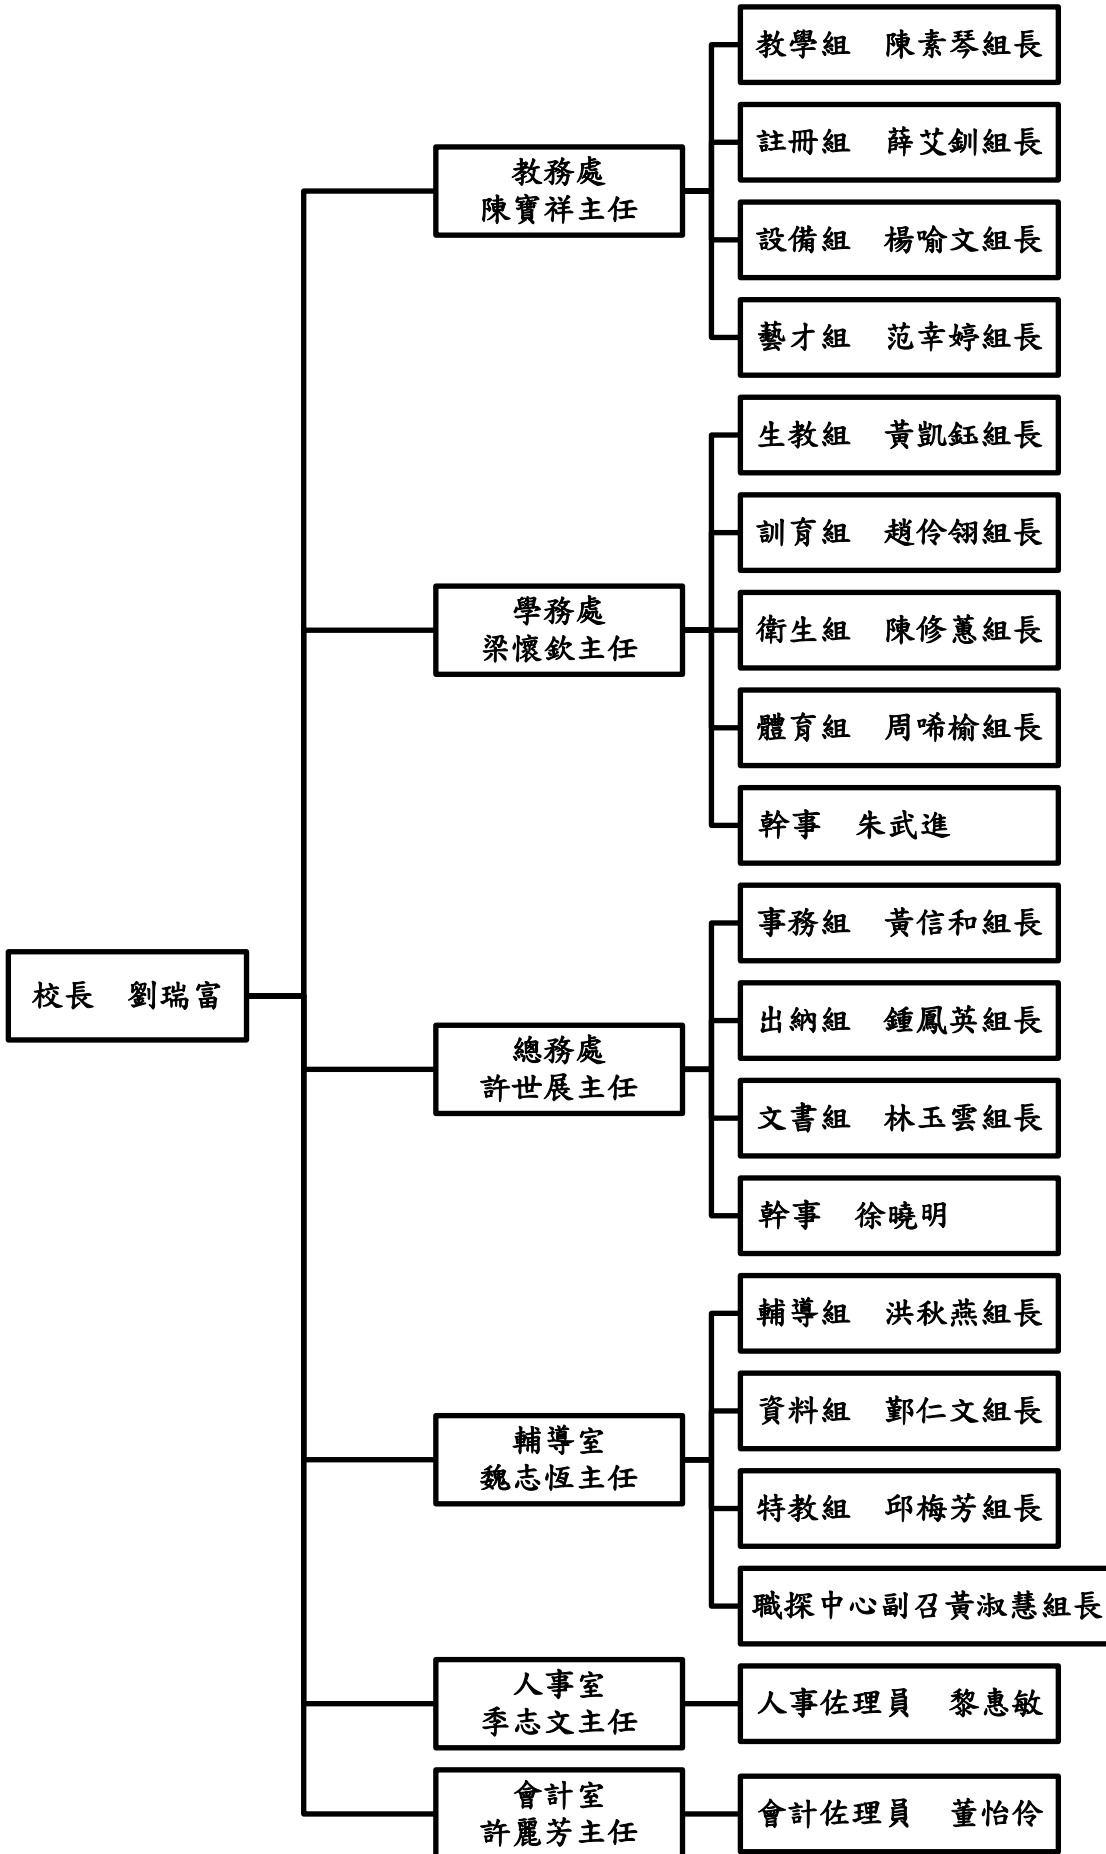 校長　劉瑞富
教務處
陳寶祥主任
教學組　陳素琴組長
註冊組　薛艾釧組長
設備組　楊喻文組長
藝才組　范幸婷組長
學務處
梁懷欽主任
生教組　黃凱鈺組長
訓育組　趙伶翎組長
衛生組　陳修蕙組長
體育組　周唏榆組長
幹事　朱武進
總務處
許世展主任
事務組　黃信和組長
出納組　鍾鳳英組長
文書組　林玉雲組長
幹事　徐曉明
輔導室
魏志恆主任
輔導組　洪秋燕組長
資料組　鄞仁文組長
特教組　邱梅芳組長
職探中心副召黃淑慧組長
人事室
季志文主任
人事佐理員　黎惠敏
會計室
許麗芳主任
會計佐理員　董怡伶